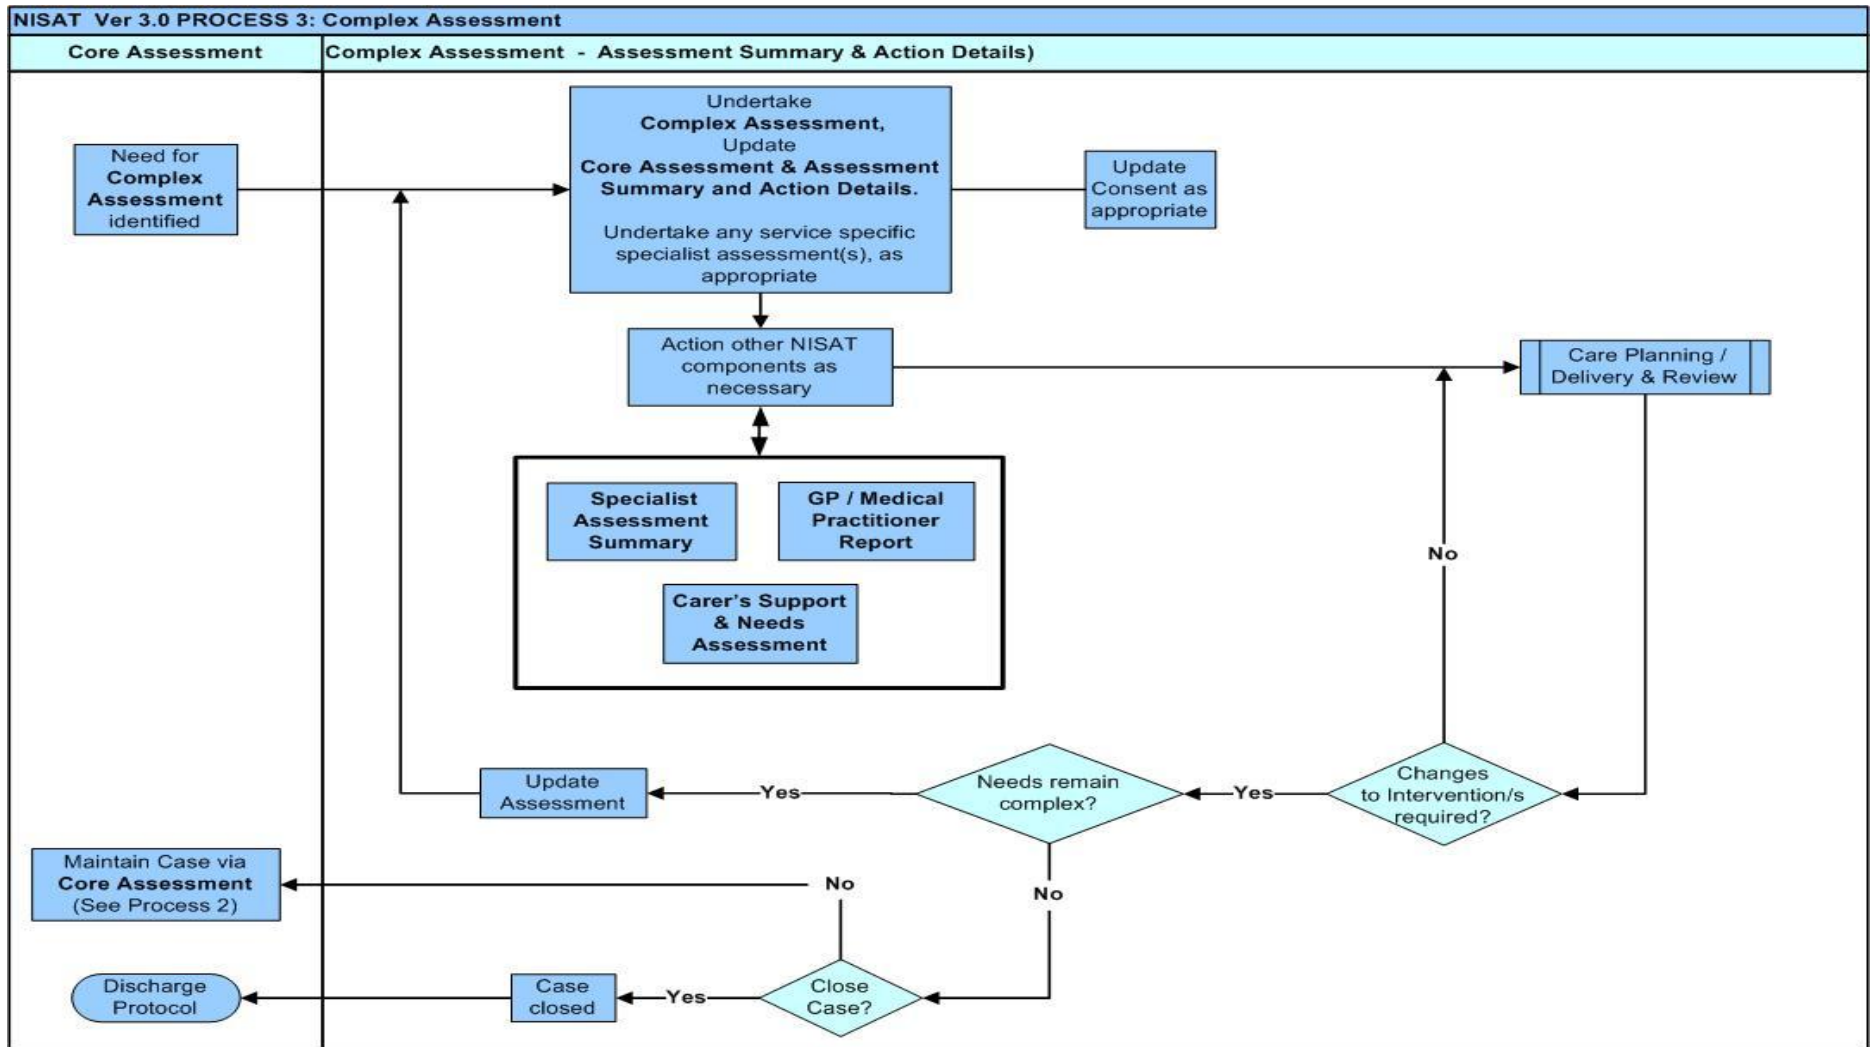 NISAT Ver 3.0 PROCESS 3: Complex Assessment
Core Assessment
Complex Assessment - Assessment Summary & Action Details)
Need for
Complex
Assessment
identified
Undertake
Complex Assessment,
Update
Core Assessment & Assessment
Summary and Action Details.
Undertake any service specific
specialist assessment(s), as
appropriate
Update
Consent as
appropriate
Action other NISAT
components as
necessary
Care Planning /
Delivery & Review
Specialist
Assessment
Summary
GP / Medical
Practitioner
Report
Carer's Support
& Needs
Assessment
No
Changes
to Intervention/s
required?
Yes
Needs remain
complex?
Yes
Update
Assessment
No
Maintain Case via
Core Assessment
(See Process 2)
No
Close
Case?
Yes
Case
closed
Discharge
Protocol